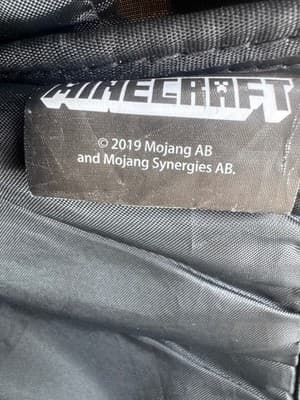 MINECRAFT
© 2019 Mojang AB
and Mojang Synergies AB.